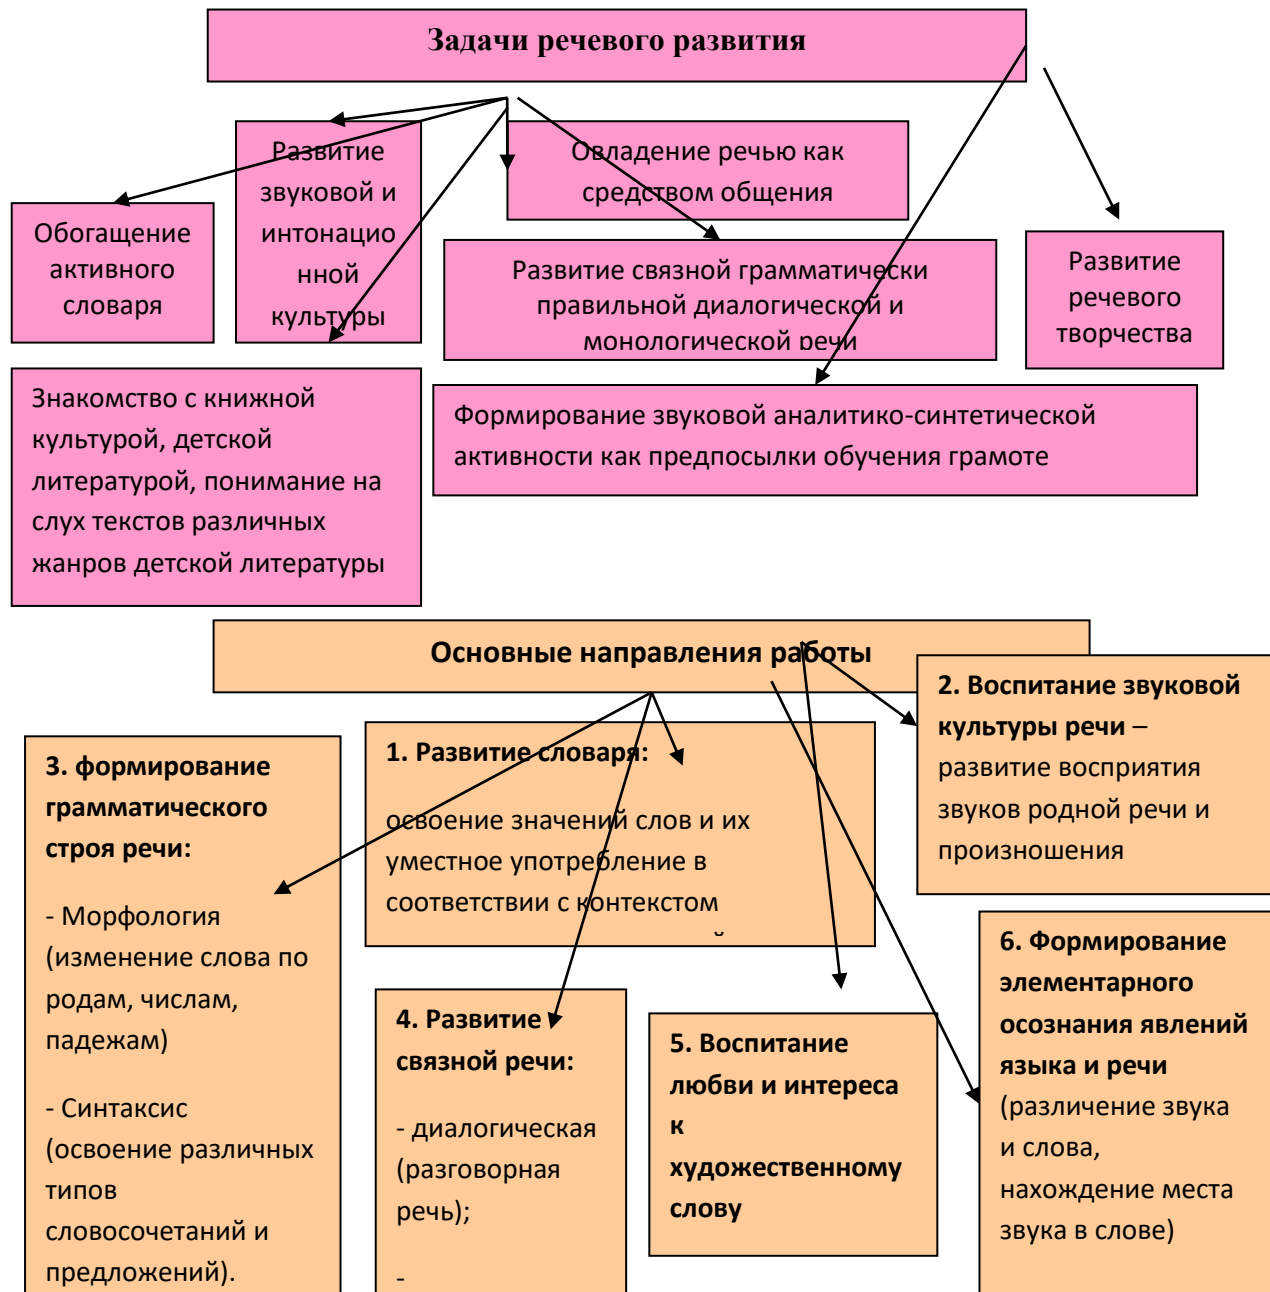 Задачи речевого развития
Развитие
звуковой и
интонацио
нной
культуры
Овладение речью как
средством общения
Обогащение
активного
словаря
Развитие связной грамматически
правильной диалогической и
монологической речи
Развитие
речевого
творчества
Знакомство с книжной
культурой, детской
литературой, понимание на
слух текстов различных
жанров детской литературы
Формирование звуковой аналитико-синтетической
активности как предпосылки обучения грамоте
Основные направления работы
2. Воспитание звуковой
культуры речи –
развитие восприятия
звуков родной речи и
произношения
1. Развитие словаря:
освоение значений слов и их
уместное употребление в
соответствии с контекстом
3. формирование
грамматического
строя речи:
- Морфология
(изменение слова по
родам, числам,
падежам)
- Синтаксис
(освоение различных
типов
словосочетаний и
предложений).
4. Развитие
связной речи:
- диалогическая
(разговорная
речь);
-
5. Воспитание
любви и интереса
к
художественному
слову
6. Формирование
элементарного
осознания явлений
языка и речи
(различение звука
и слова,
нахождение места
звука в слове)